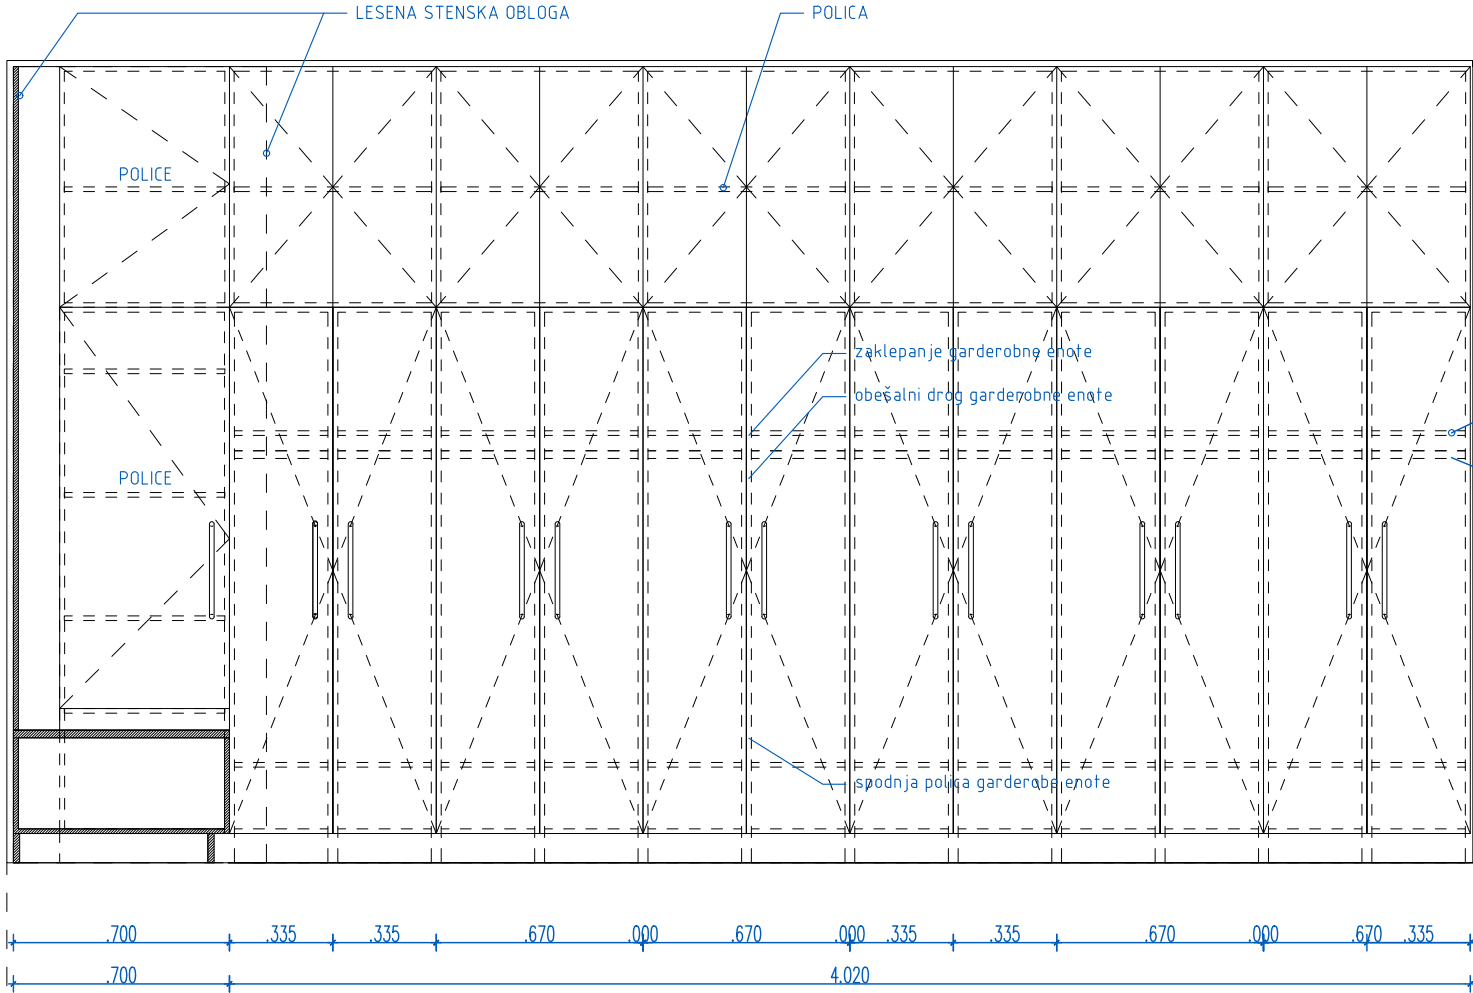 LESENA STENSKA OBLOGA
POLICA
POLICE
zaklepanje garderobne enote
obešalni drog garderobne enote
POLICE
spodnja polica garderobe enote
.700 .335 .335 .670 .000 .670 .000 .335 .335 .670 .000 .670 .335
.700 4.020